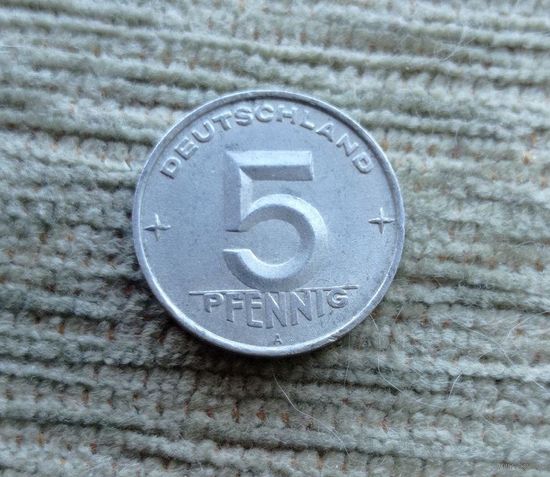 DEUTSCHLAND
5
PFENNIG
A